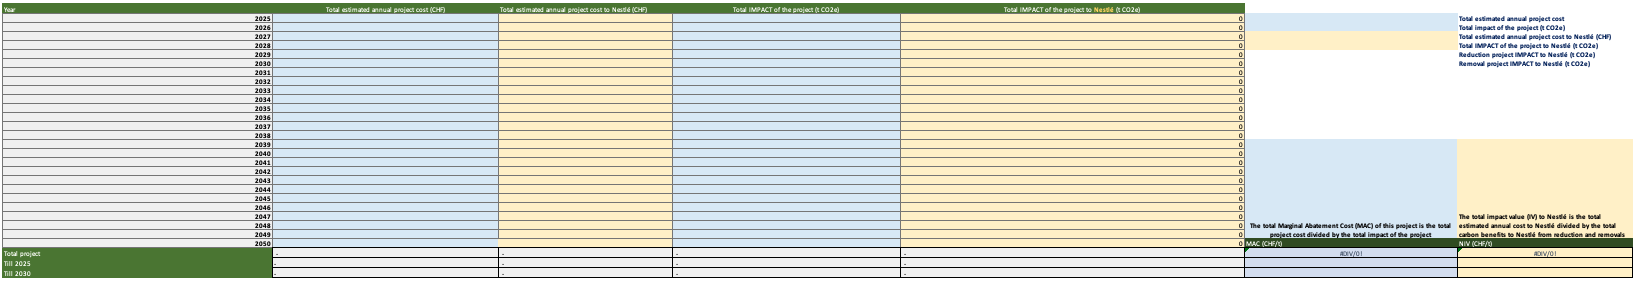 Year Total estimated annual project cost (CHF) Total estimated annual project cost to Nestlé (CHF) Total IMPACT of the project (t CO2e) Total IMPACT of the project to Nestlé (t CO2e)
2025 0 Total estimated annual project cost
2026 0 Total impact of the project (t CO2e)
2027 0 Total estimated annual project cost to Nestlé (CHF)
2028 0 Total IMPACT of the project to Nestlé (t CO2e)
2029 0 Reduction project IMPACT to Nestlé (t CO2e)
2030 0 Removal project IMPACT to Nestlé (t CO2e)
2031 0
2032 0
2033 0
2034 0
2035 0
2036 0
2037 0
2038 0
2039 0
2040 0
2041 0
2042 0
2043 0
2044 0
2045 0
2046 0
2047 0 The total impact value (IV) to Nestlé is the total
2048 0 The total Marginal Abatement Cost (MAC) of this project is the total estimated annual cost to Nestlé divided by the total
2049 0 project cost divided by the total impact of the project carbon benefits to Nestlé from reduction and removals
2050 0 MAC (CHF/t) NIV (CHF/t)
Total project - - - - #DIV/0! #DIV/0!
Till 2025 - - - -
Till 2030 - - - -